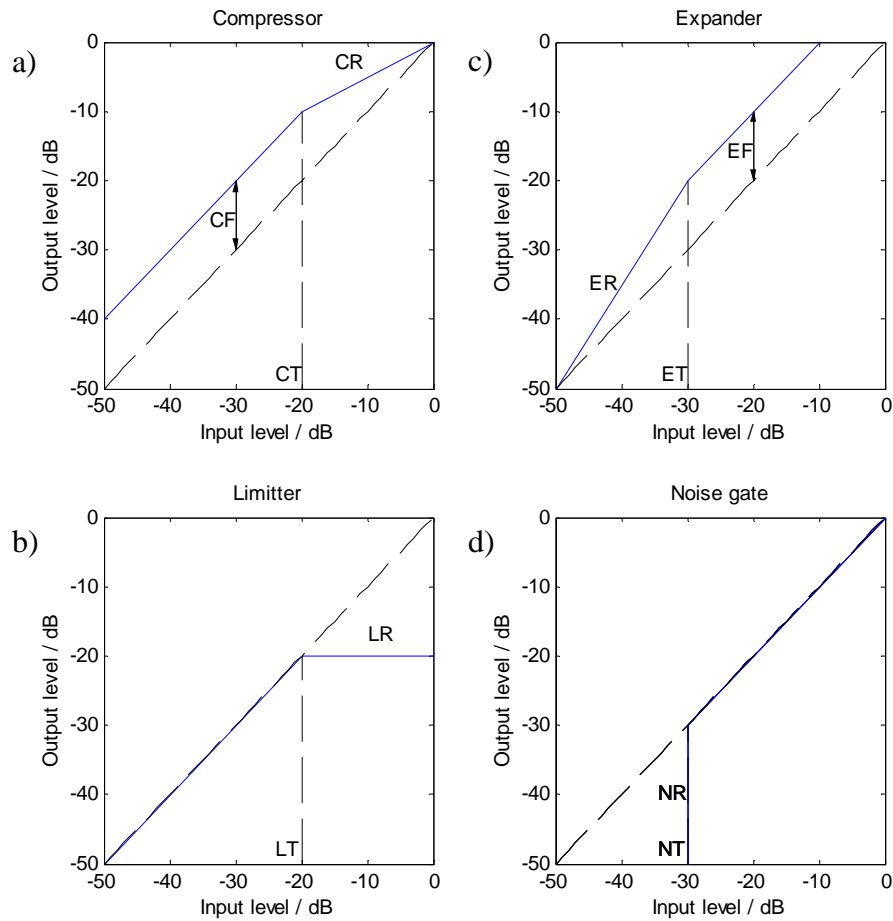 Compressor
a)
0
-10
-20
-30
-40
-50
Output level / dB
CR
CF
CT
-50 -40 -30 -20 -10 0
Input level / dB
Expander
c)
0
-10
-20
-30
-40
-50
Output level / dB
EF
ER
ET
-50 -40 -30 -20 -10 0
Input level / dB
Limitter
b)
0
-10
-20
-30
-40
-50
Output level / dB
LR
LT
-50 -40 -30 -20 -10 0
Input level / dB
Noise gate
d)
0
-10
-20
-30
-40
-50
Output level / dB
NR
NT
-50 -40 -30 -20 -10 0
Input level / dB